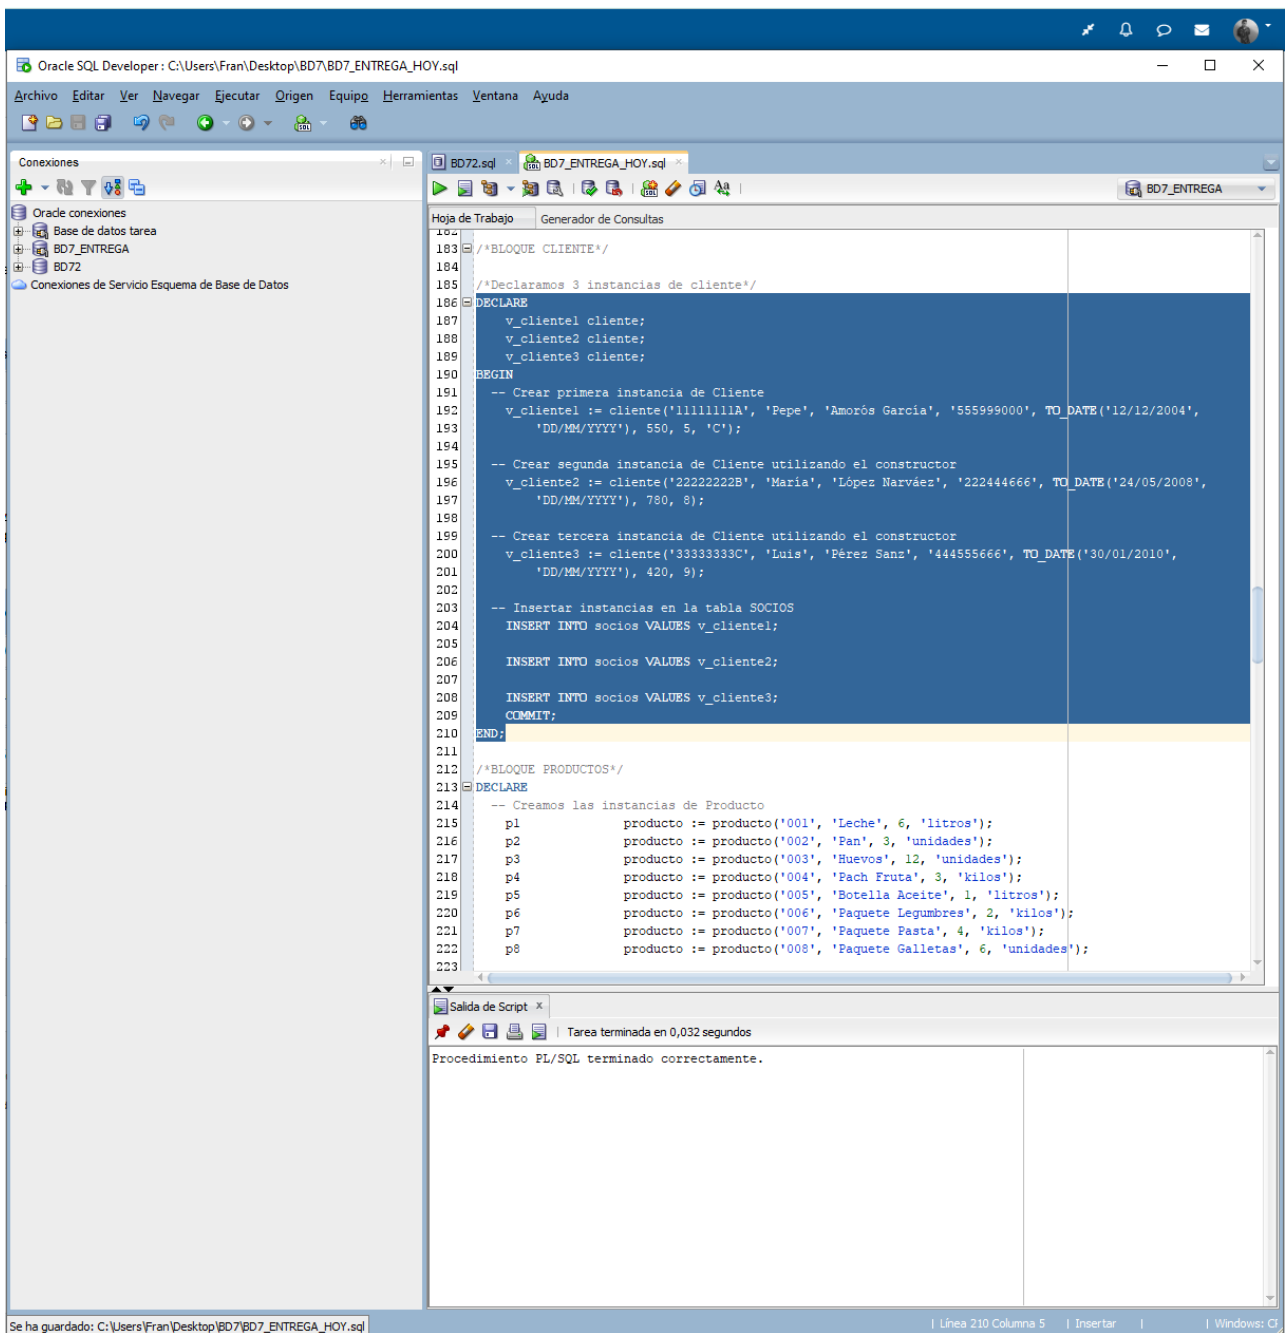 Oracle SQL Developer : C:\Users\Fran\Desktop\BD7\BD7_ENTREGA_HOY.sql
Archivo Editar Ver Navegar Ejecutar Origen Equipo Herramientas Ventana Ayuda
Conexiones
BD72.sql BD7_ENTREGA_HOY.sql
BD7_ENTREGA
Oracle conexiones
Base de datos tarea
BD7_ENTREGA
BD72
Conexiones de Servicio Esquema de Base de Datos
Hoja de Trabajo Generador de Consultas
182
183 /*BLOQUE CLIENTE*/
184
185 /*Declaramos 3 instancias de cliente*/
186 DECLARE
187 v_cliente1 cliente;
188 v_cliente2 cliente;
189 v_cliente3 cliente;
190 BEGIN
191 -- Crear primera instancia de Cliente
192 v_cliente1 := cliente('11111111A', 'Pepe', 'Amorós García', '555999000', TO_DATE('12/12/2004',
193 'DD/MM/YYYY'), 550, 5, 'C');
194
195 -- Crear segunda instancia de Cliente utilizando el constructor
196 v_cliente2 := cliente('22222222B', 'María', 'López Narváez', '222444666', TO_DATE('24/05/2008',
197 'DD/MM/YYYY'), 780, 8);
198
199 -- Crear tercera instancia de Cliente utilizando el constructor
200 v_cliente3 := cliente('33333333C', 'Luis', 'Pérez Sanz', '444555666', TO_DATE('30/01/2010',
201 'DD/MM/YYYY'), 420, 9);
202
203 -- Insertar instancias en la tabla SOCIOS
204 INSERT INTO socios VALUES v_cliente1;
205
206 INSERT INTO socios VALUES v_cliente2;
207
208 INSERT INTO socios VALUES v_cliente3;
209 COMMIT;
210 END;
211
212 /*BLOQUE PRODUCTOS*/
213 DECLARE
214 -- Creamos las instancias de Producto
215 p1 producto := producto('001', 'Leche', 6, 'litros');
216 p2 producto := producto('002', 'Pan', 3, 'unidades');
217 p3 producto := producto('003', 'Huevos', 12, 'unidades');
218 p4 producto := producto('004', 'Pach Fruta', 3, 'kilos');
219 p5 producto := producto('005', 'Botella Aceite', 1, 'litros');
220 p6 producto := producto('006', 'Paquete Legumbres', 2, 'kilos');
221 p7 producto := producto('007', 'Paquete Pasta', 4, 'kilos');
222 p8 producto := producto('008', 'Paquete Galletas', 6, 'unidades');
223
Salida de Script
Tarea terminada en 0,032 segundos
Procedimiento PL/SQL terminado correctamente.
Se ha guardado: C:\Users\Fran\Desktop\BD7\BD7_ENTREGA_HOY.sql
Línea 210 Columna 5 | Insertar | | Windows: